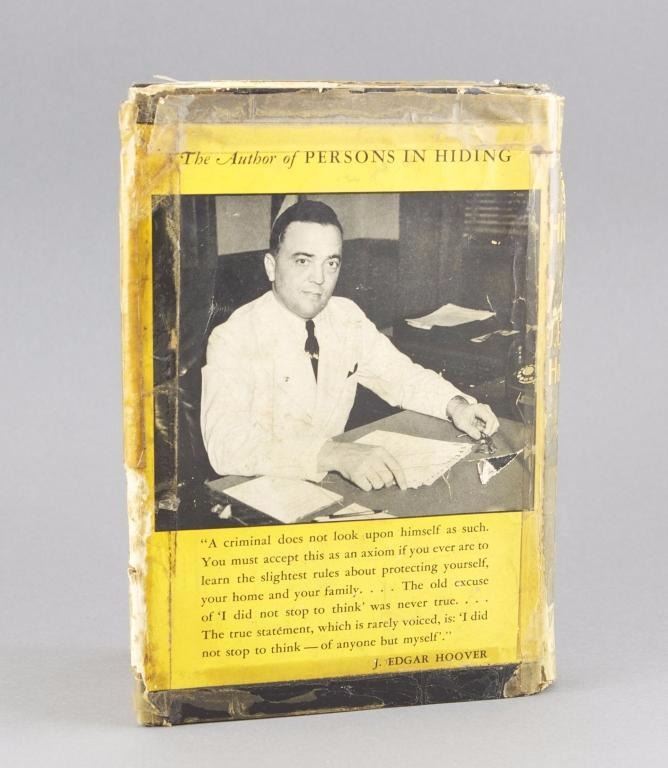 The Author of PERSONS IN HIDING
"A criminal does not look upon himself as such.
You must accept this as an axiom if you ever are to
learn the slightest rules about protecting yourself,
your home and your family. . . . The old excuse
of 'I did not stop to think' was never true. . . .
The true statement, which is rarely voiced, is: 'I did
not stop to think — of anyone but myself'."
J. EDGAR HOOVER